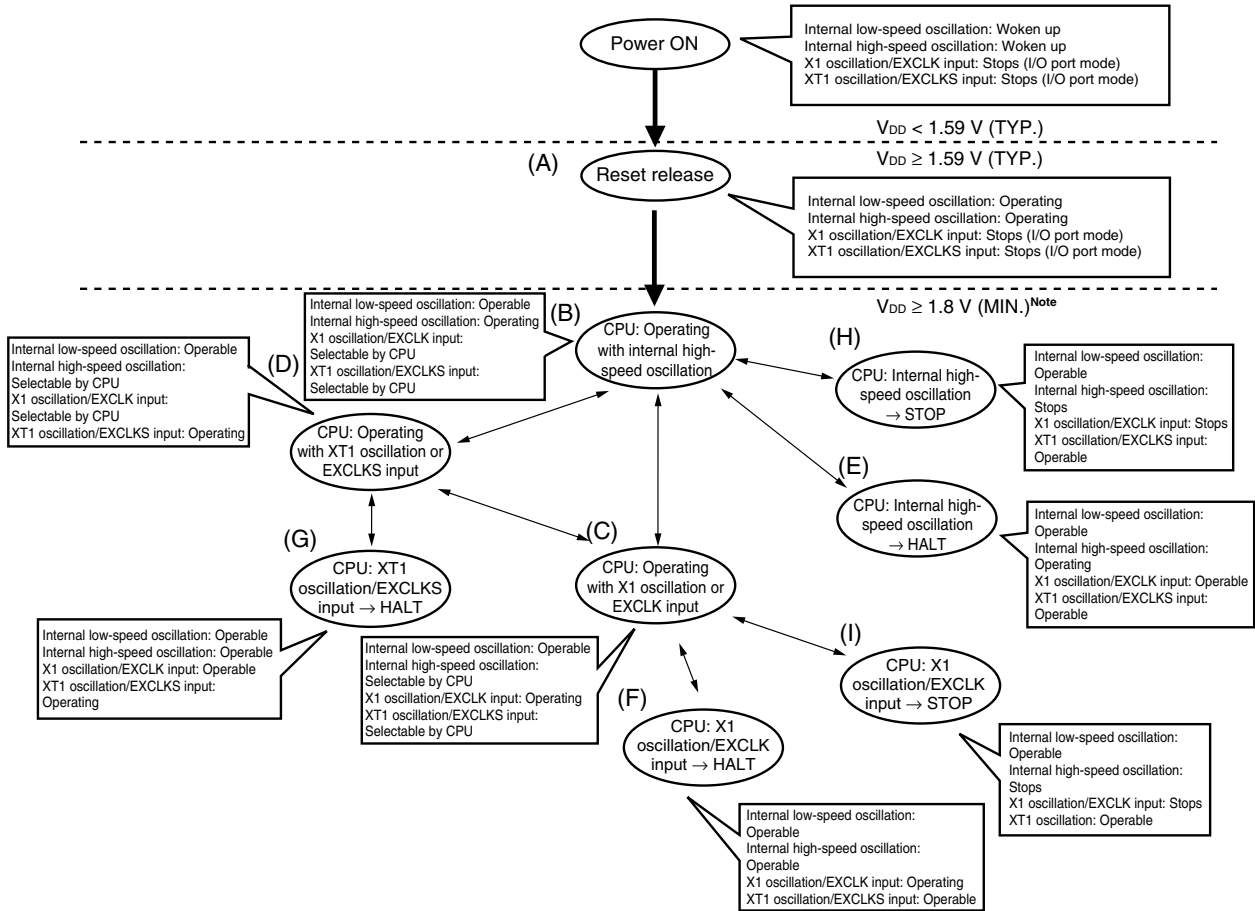 Power ON
Internal low-speed oscillation: Woken up
Internal high-speed oscillation: Woken up
X1 oscillation/EXCLK input: Stops (I/O port mode)
XT1 oscillation/EXCLKS input: Stops (I/O port mode)
VDD < 1.59 V (TYP.)
VDD ≥ 1.59 V (TYP.)
(A)
Reset release
Internal low-speed oscillation: Operating
Internal high-speed oscillation: Operating
X1 oscillation/EXCLK input: Stops (I/O port mode)
XT1 oscillation/EXCLKS input: Stops (I/O port mode)
VDD ≥ 1.8 V (MIN.)Note
(B)
Internal low-speed oscillation: Operable
Internal high-speed oscillation: Operating
X1 oscillation/EXCLK input:
Selectable by CPU
XT1 oscillation/EXCLKS input:
Selectable by CPU
CPU: Operating
with internal high-
speed oscillation
(D)
Internal low-speed oscillation: Operable
Internal high-speed oscillation:
Selectable by CPU
X1 oscillation/EXCLK input:
Selectable by CPU
XT1 oscillation/EXCLKS input: Operating
CPU: Operating
with XT1 oscillation or
EXCLKS input
(H)
CPU: Internal high-
speed oscillation
→ STOP
Internal low-speed oscillation:
Operable
Internal high-speed oscillation:
Stops
X1 oscillation/EXCLK input: Stops
XT1 oscillation/EXCLKS input:
Operable
(E)
CPU: Internal high-
speed oscillation
→ HALT
Internal low-speed oscillation:
Operable
Internal high-speed oscillation:
Operating
X1 oscillation/EXCLK input: Operable
XT1 oscillation/EXCLKS input:
Operable
(G)
CPU: XT1
oscillation/EXCLKS
input → HALT
Internal low-speed oscillation: Operable
Internal high-speed oscillation: Operable
X1 oscillation/EXCLK input: Operable
XT1 oscillation/EXCLKS input:
Operating
(C)
CPU: Operating
with X1 oscillation or
EXCLK input
Internal low-speed oscillation: Operable
Internal high-speed oscillation:
Selectable by CPU
X1 oscillation/EXCLK input: Operating
XT1 oscillation/EXCLKS input:
Selectable by CPU
(I)
CPU: X1
oscillation/EXCLK
input → STOP
Internal low-speed oscillation:
Operable
Internal high-speed oscillation:
Stops
X1 oscillation/EXCLK input: Stops
XT1 oscillation: Operable
(F)
CPU: X1
oscillation/EXCLK
input → HALT
Internal low-speed oscillation:
Operable
Internal high-speed oscillation:
Operable
X1 oscillation/EXCLK input: Operating
XT1 oscillation/EXCLKS input: Operable